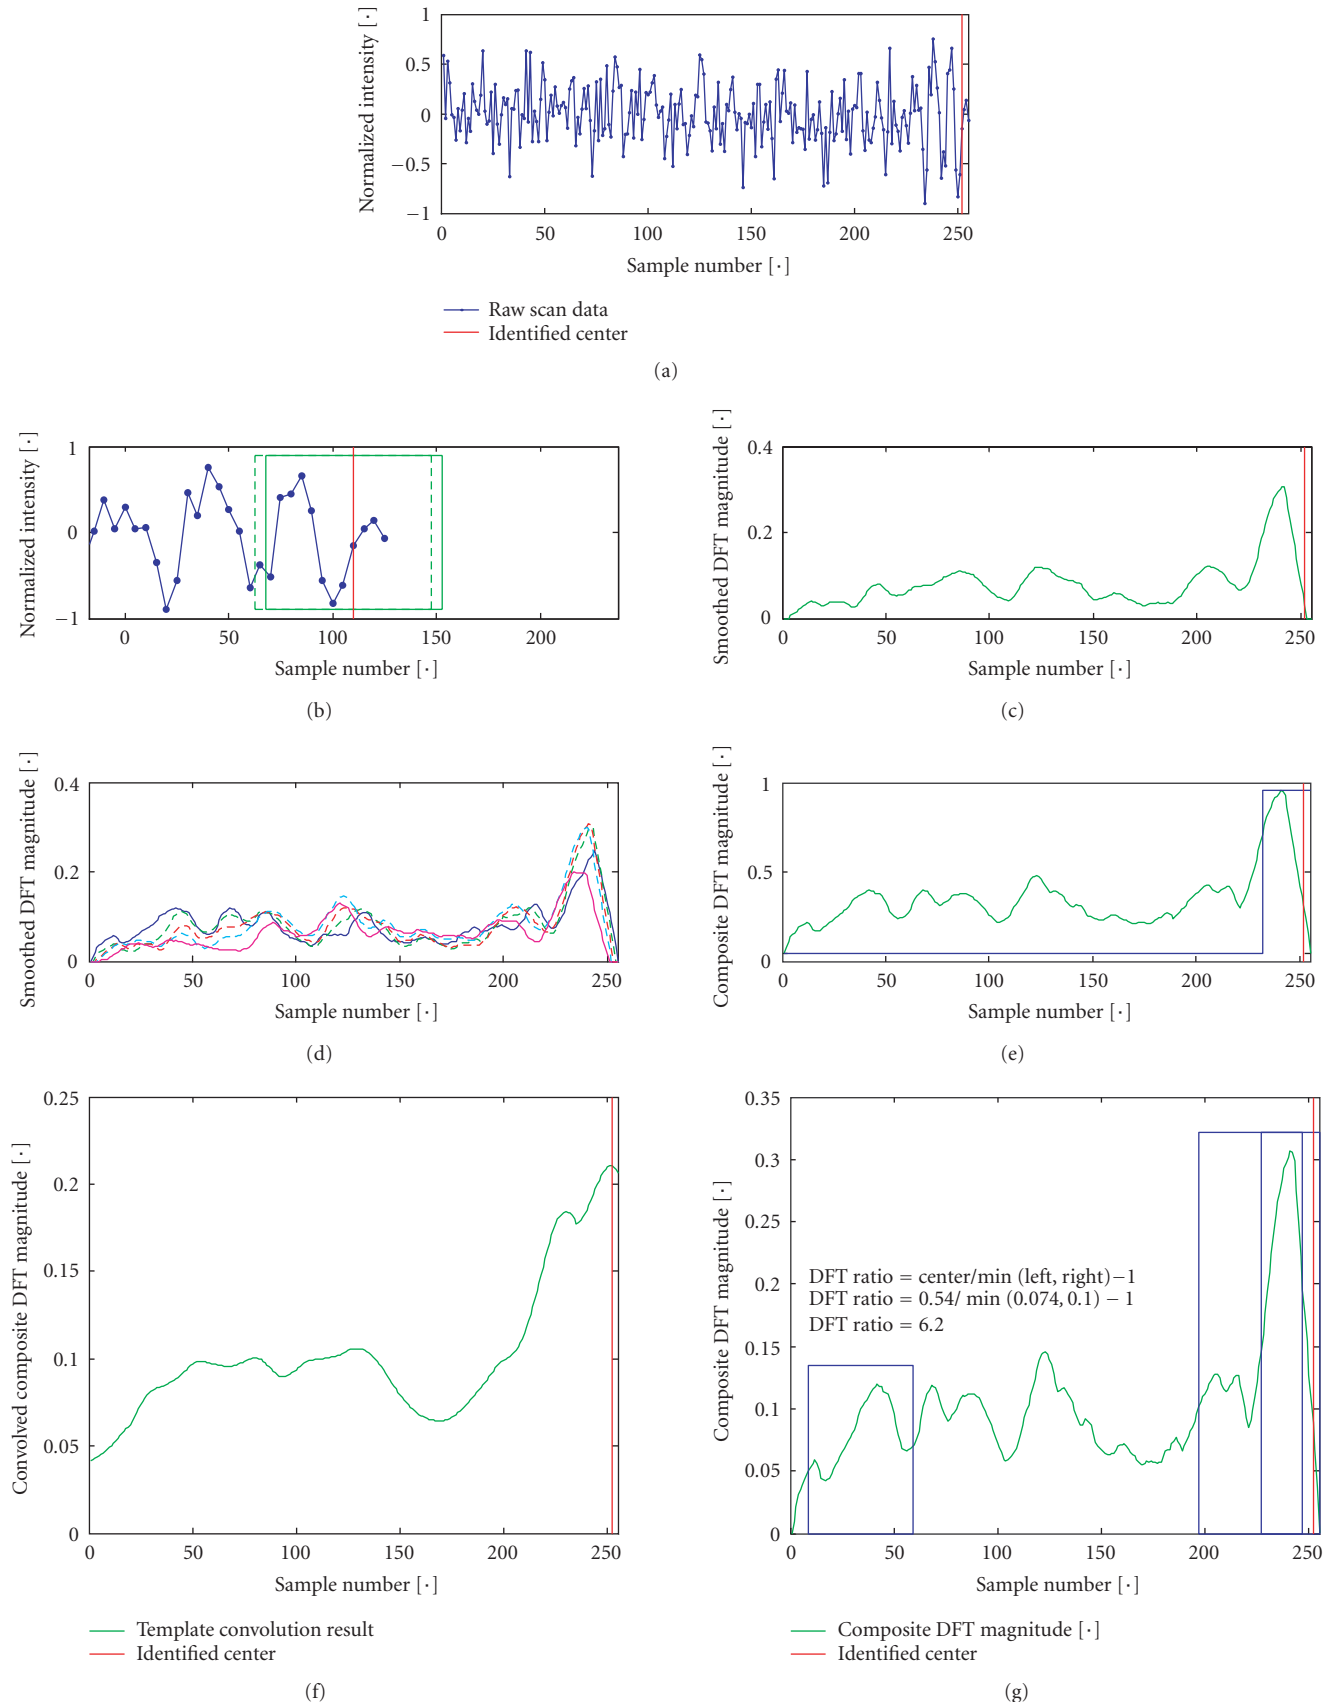 Normalized intensity [·]
1
0.5
0
−0.5
−1
0 50 100 150 200 250
Sample number [·]
Raw scan data
Identified center
(a)
Normalized intensity [·]
1
0
−1
0 50 100 150 200
Sample number [·]
(b)
Smoothed DFT magnitude [·]
0.4
0.2
0
0 50 100 150 200 250
Sample number [·]
(c)
Smoothed DFT magnitude [·]
0.4
0.2
0
0 50 100 150 200 250
Sample number [·]
(d)
Composite DFT magnitude [·]
1
0.5
0
0 50 100 150 200 250
Sample number [·]
(e)
Convolved composite DFT magnitude [·]
0.25
0.2
0.15
0.1
0.05
0
0 50 100 150 200 250
Sample number [·]
Template convolution result
Identified center
(f)
Composite DFT magnitude [·]
0.35
0.3
0.25
0.2
0.15
0.1
0.05
0
DFT ratio = center/min (left, right)−1
DFT ratio = 0.54/ min (0.074, 0.1) − 1
DFT ratio = 6.2
0 50 100 150 200 250
Sample number [·]
Composite DFT magnitude [·]
Identified center
(g)